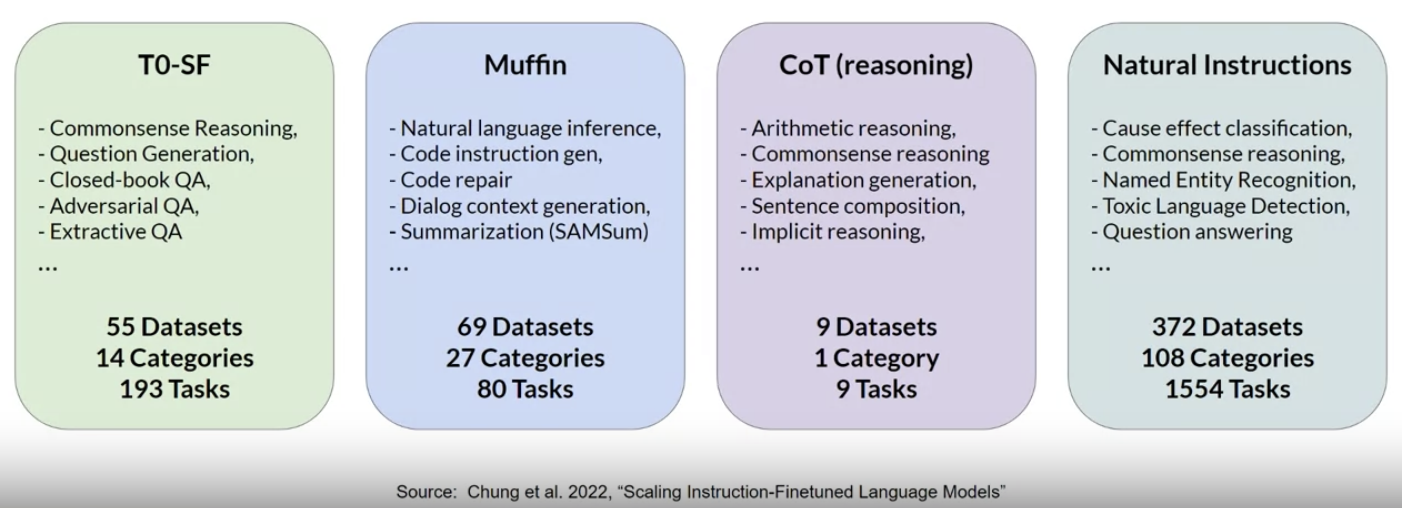 T0-SF
- Commonsense Reasoning,
- Question Generation,
- Closed-book QA,
- Adversarial QA,
- Extractive QA
...
55 Datasets
14 Categories
193 Tasks
Muffin
- Natural language inference,
- Code instruction gen,
- Code repair
- Dialog context generation,
- Summarization (SAMSum)
...
69 Datasets
27 Categories
80 Tasks
CoT (reasoning)
- Arithmetic reasoning,
- Commonsense reasoning
- Explanation generation,
- Sentence composition,
- Implicit reasoning,
...
9 Datasets
1 Category
9 Tasks
Natural Instructions
- Cause effect classification,
- Commonsense reasoning,
- Named Entity Recognition,
- Toxic Language Detection,
- Question answering
...
372 Datasets
108 Categories
1554 Tasks
Source: Chung et al. 2022, “Scaling Instruction-Finetuned Language Models”